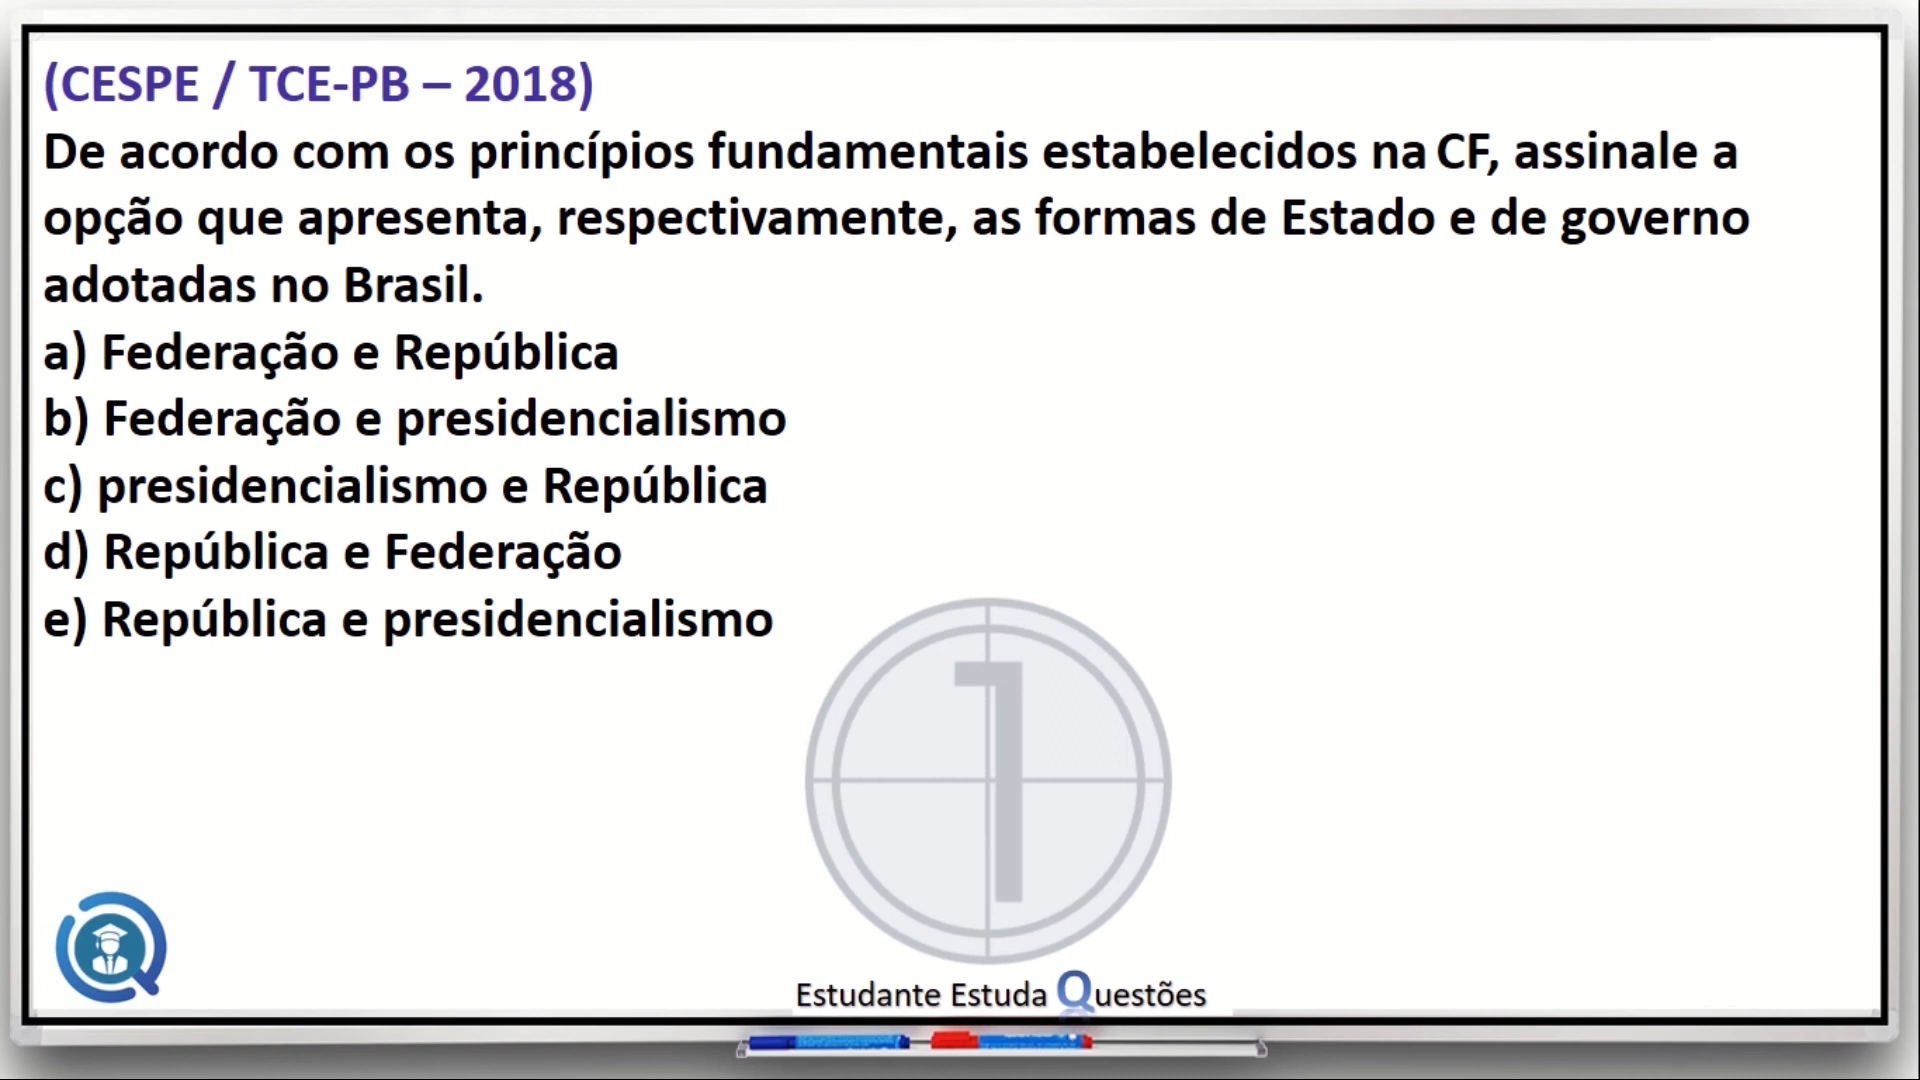 (CESPE / TCE-PB – 2018)
De acordo com os princípios fundamentais estabelecidos na CF, assinale a
opção que apresenta, respectivamente, as formas de Estado e de governo
adotadas no Brasil.
a) Federação e República
b) Federação e presidencialismo
c) presidencialismo e República
d) República e Federação
e) República e presidencialismo
1
Estudante Estuda Questões